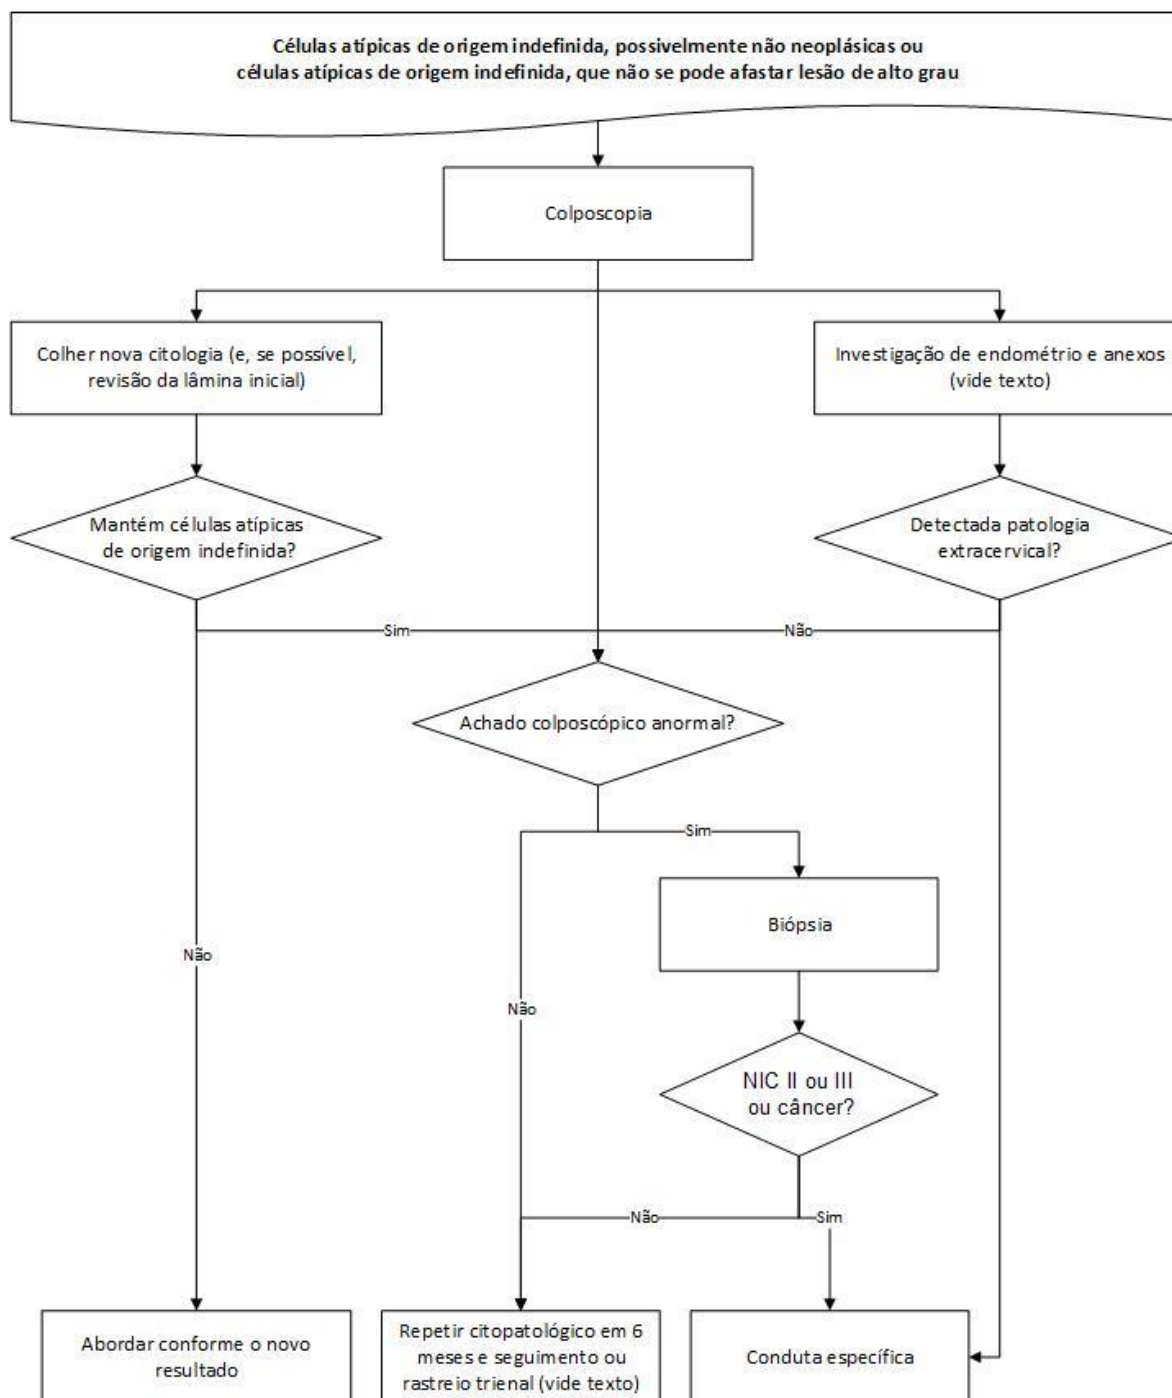 Células atípicas de origem indefinida, possivelmente não neoplásicas ou
células atípicas de origem indefinida, que não se pode afastar lesão de alto grau
Colposcopia
Colher nova citologia (e, se possível,
revisão da lâmina inicial)
Investigação de endométrio e anexos
(vide texto)
Mantém células atípicas
de origem indefinida?
Detectada patologia
extracervical?
Sim
Não
Achado colposcópico anormal?
Sim
Biópsia
Não
Não
NIC II ou III
ou câncer?
Não
Sim
Abordar conforme o novo
resultado
Repetir citopatológico em 6
meses e seguimento ou
rastreio trienal (vide texto)
Conduta específica